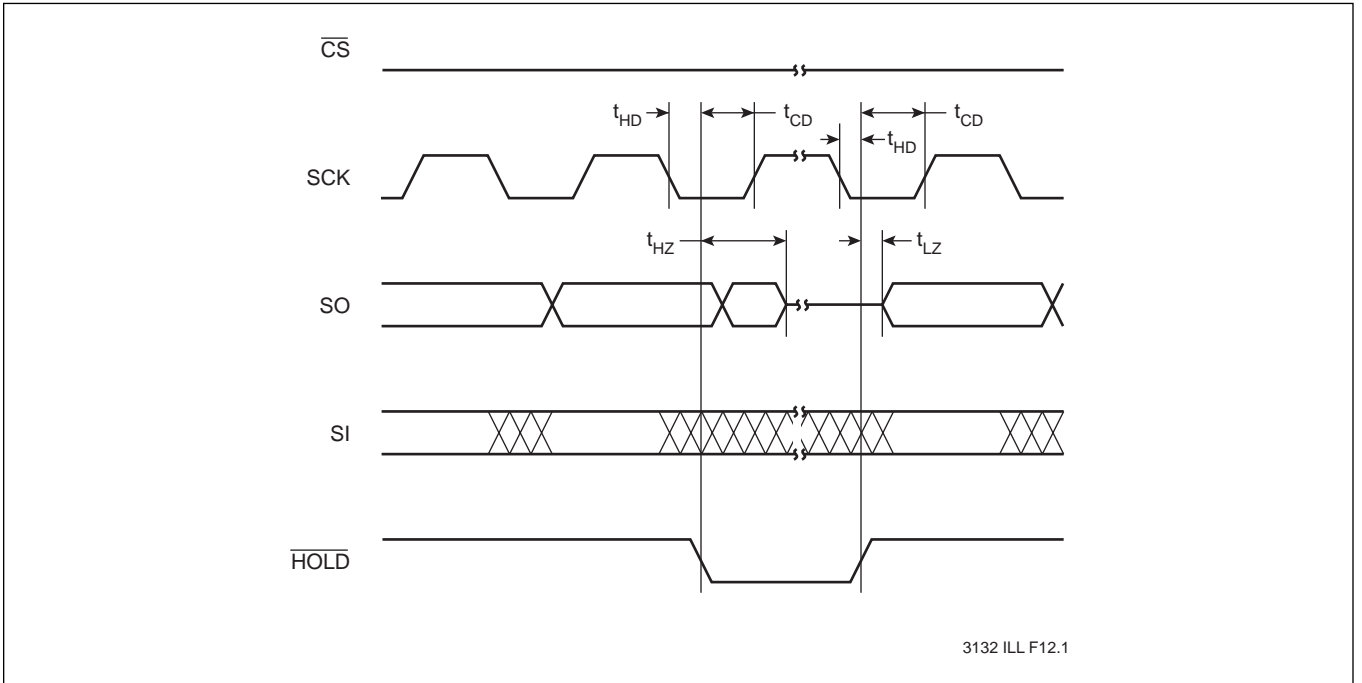 CS
t_HD t_CD t_CD
t_HD
SCK
t_HZ t_LZ
SO
SI
HOLD
3132 ILL F12.1